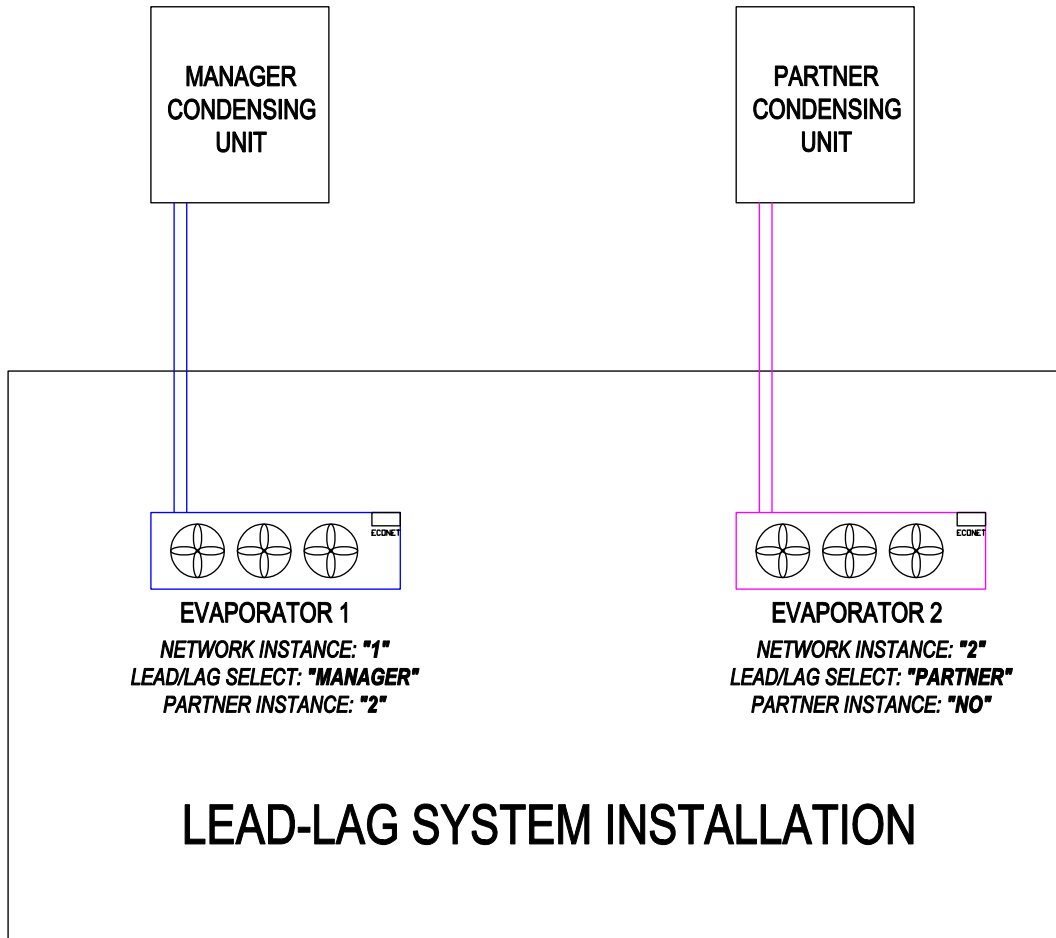 MANAGER
CONDENSING
UNIT
PARTNER
CONDENSING
UNIT
ECONET
ECONET
EVAPORATOR 1
NETWORK INSTANCE: "1"
LEAD/LAG SELECT: "MANAGER"
PARTNER INSTANCE: "2"
EVAPORATOR 2
NETWORK INSTANCE: "2"
LEAD/LAG SELECT: "PARTNER"
PARTNER INSTANCE: "NO"
LEAD-LAG SYSTEM INSTALLATION